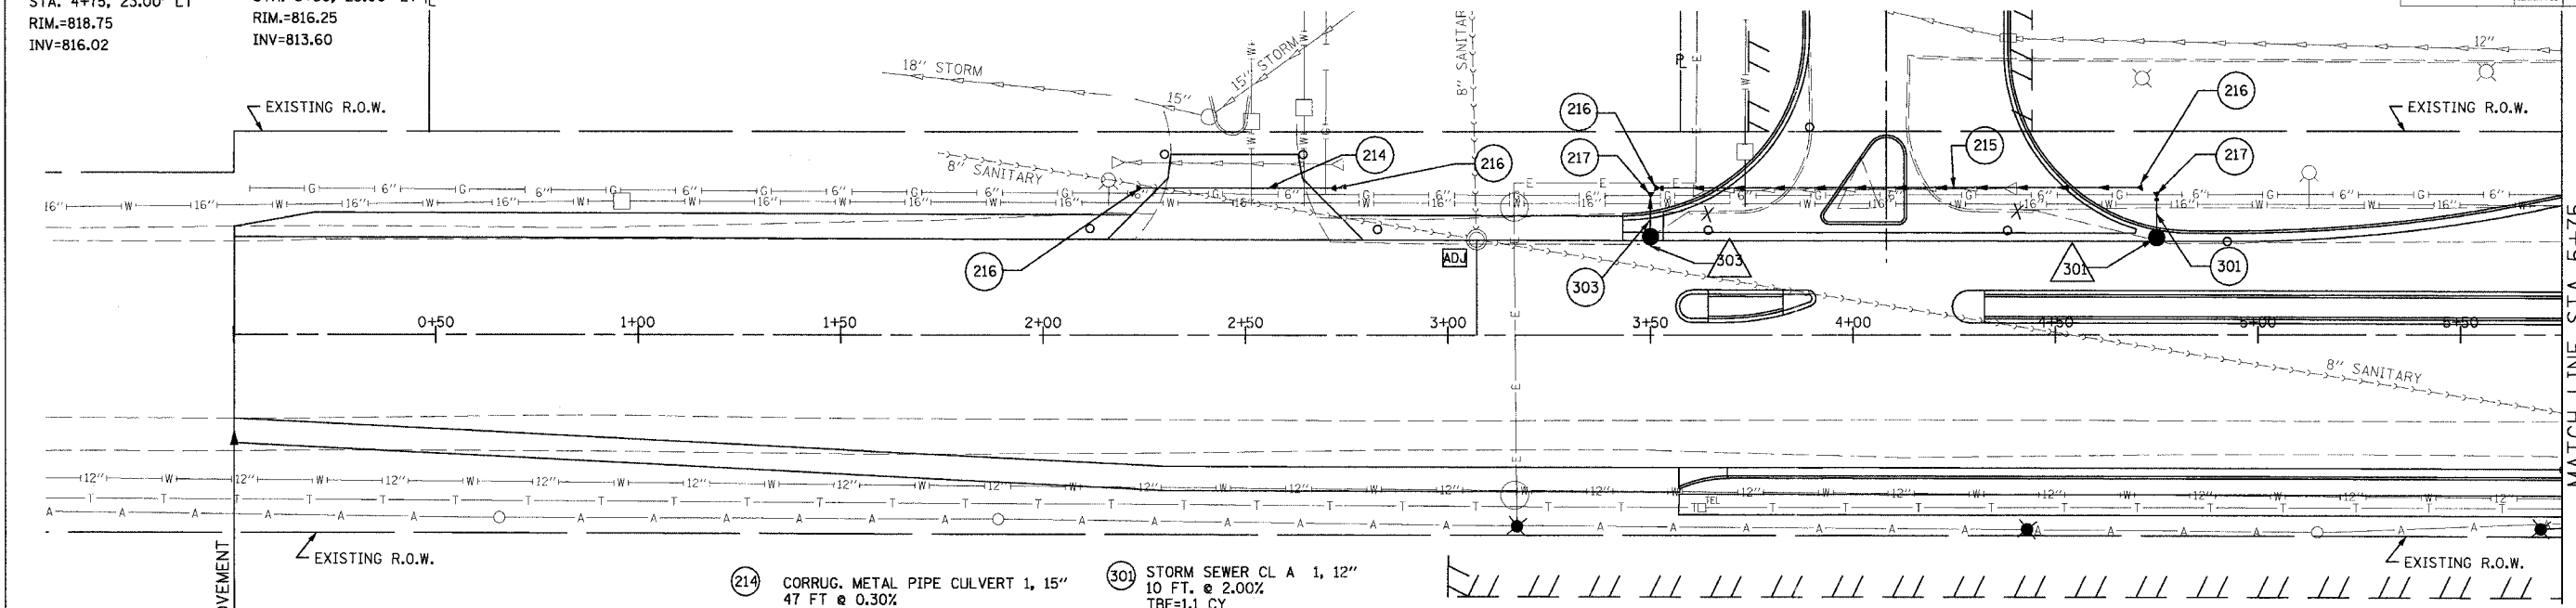 STA. 4+75, 23.00' LT
RIM.=818.75
INV=816.02
RIM.=816.25
INV=813.60
EXISTING R.O.W.
18" STORM
15"
15" STORM
8" SANITARY
8" SANITAR
12"
EXISTING R.O.W.
214
216
216
217
215
216
217
216
ADJ
303
303
301
301
0+50
1+00
1+50
2+00
2+50
3+00
3+50
4+00
4+50
5+00
5+50
8" SANITARY
MATCH LINE STA. 5+75
TEL
EXISTING R.O.W.
EXISTING R.O.W.
OVEMENT
214 CORRUG. METAL PIPE CULVERT 1, 15"
47 FT @ 0.30%
301 STORM SEWER CL A 1, 12"
10 FT. @ 2.00%
TBF=1.1 CY